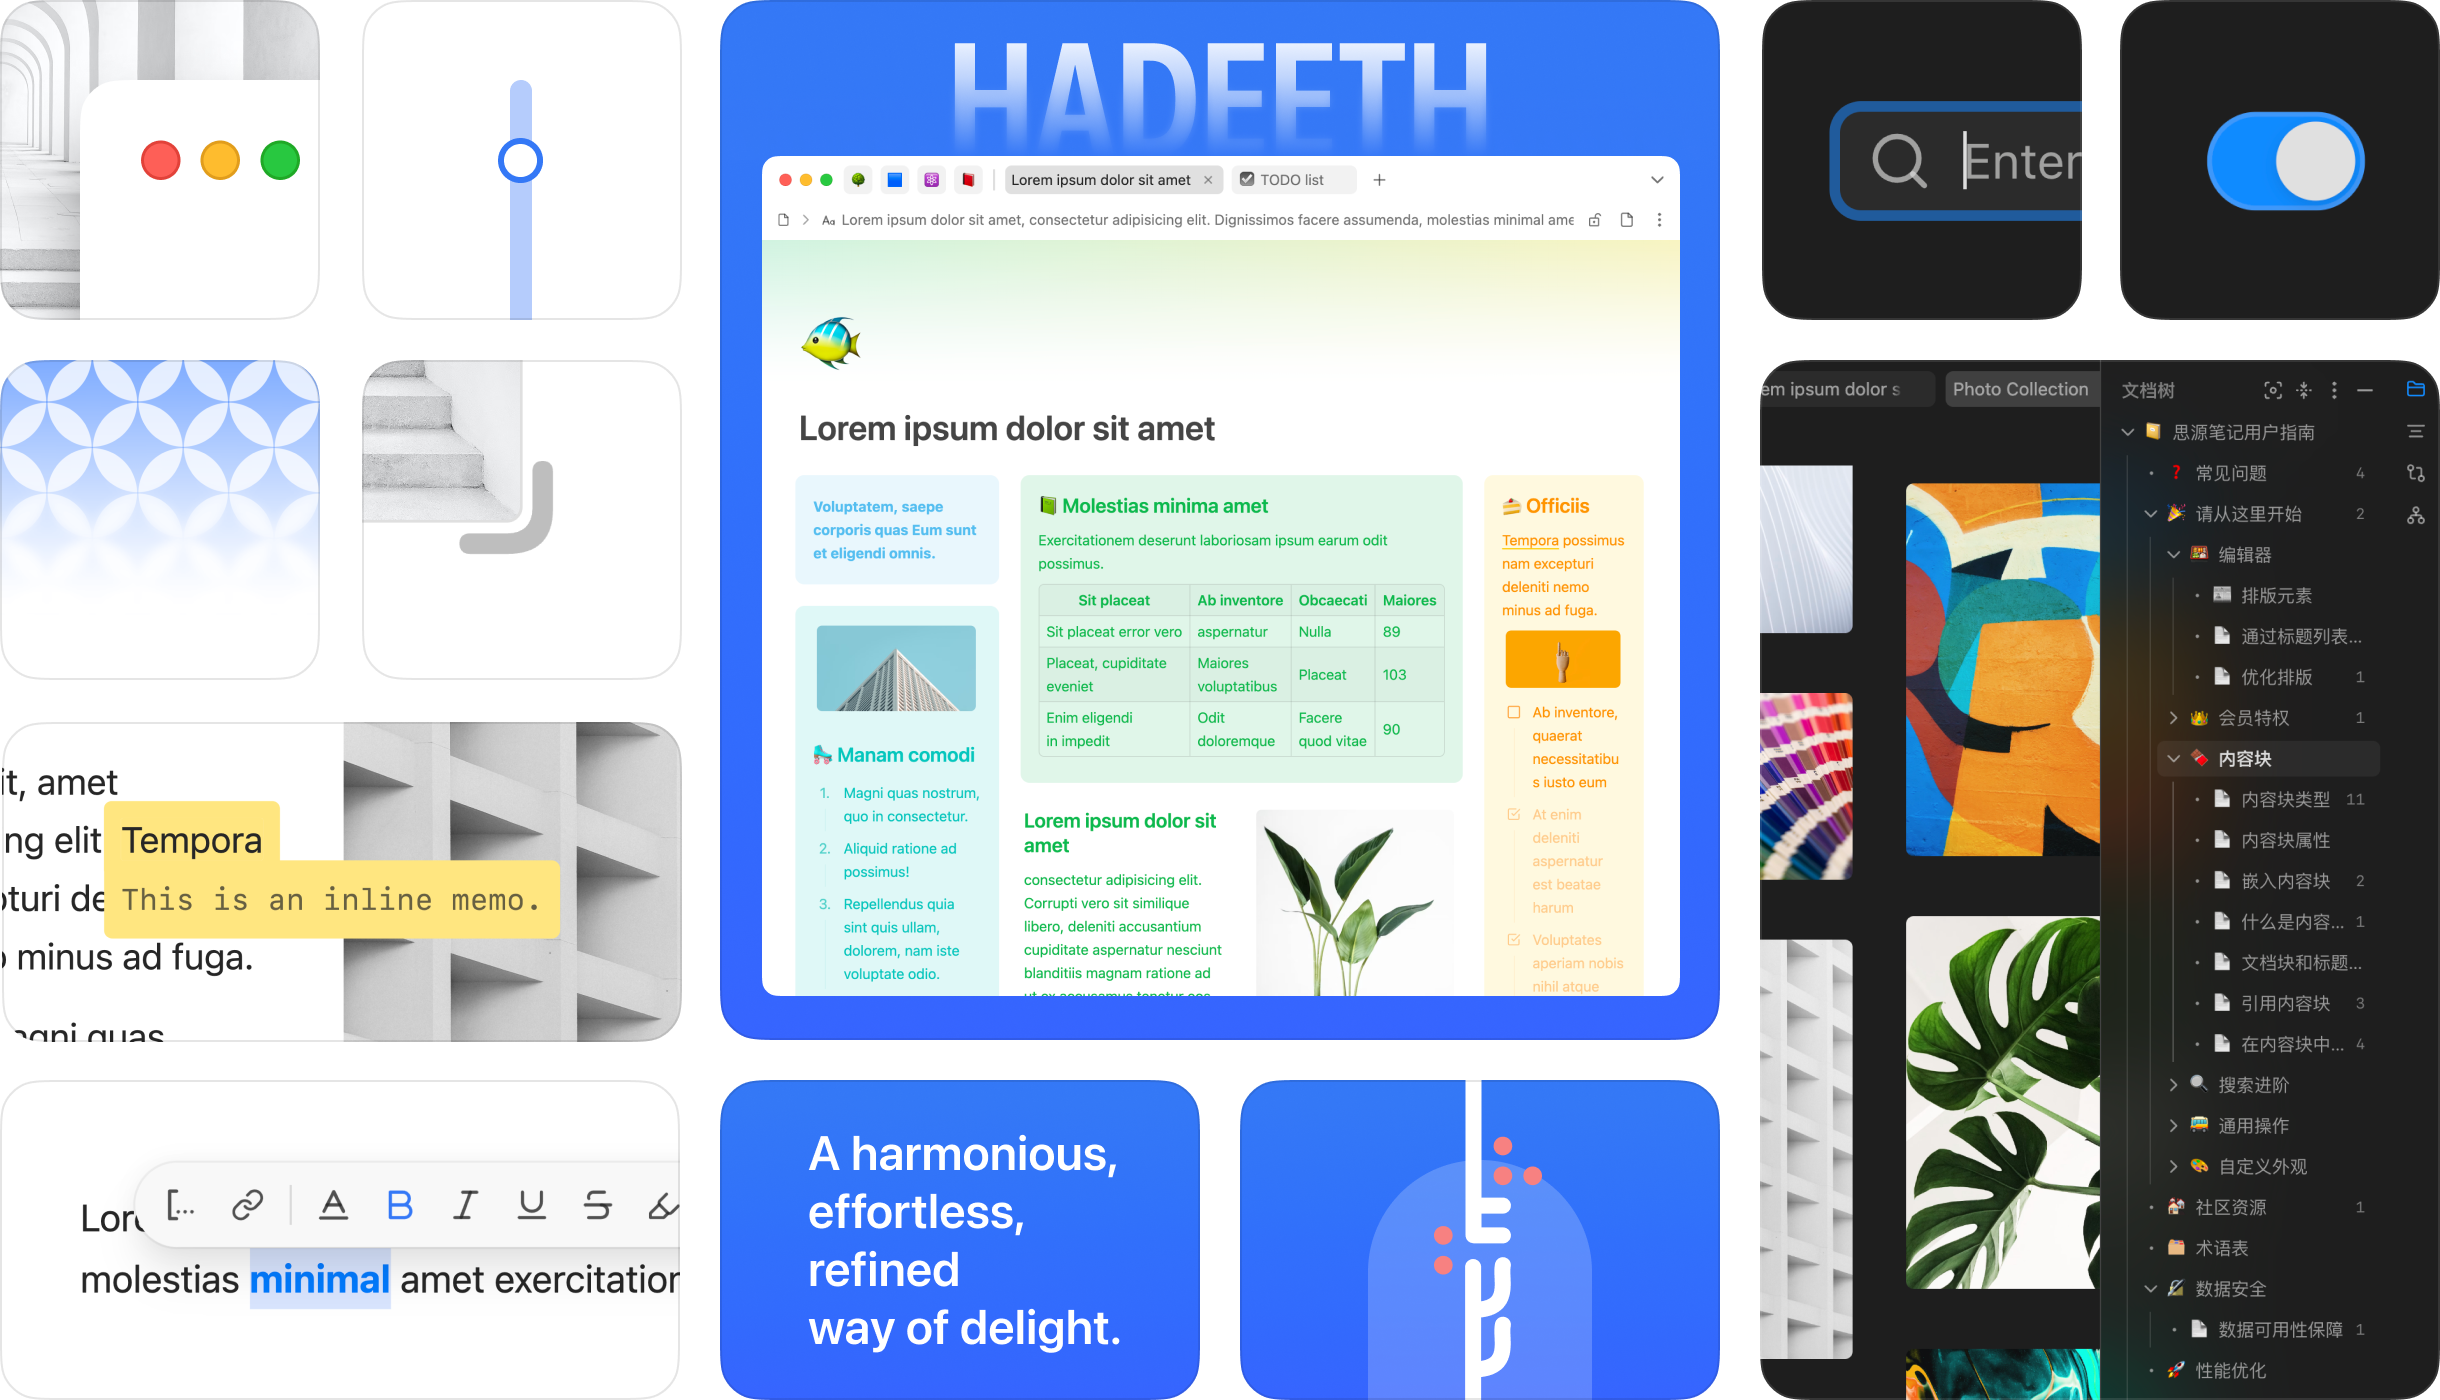 HADEETH
Lorem ipsum dolor sit amet
TODO list
Aa Lorem ipsum dolor sit amet, consectetur adipisicing elit. Dignissimos facere assumenda, molestias minimal ame
Lorem ipsum dolor sit amet
Voluptatem, saepe
corporis quas Eum sunt
et eligendi omnis.
Manam comodi
1. Magni quas nostrum,
quo in consectetur.
2. Aliquid ratione ad
possimus!
3. Repellendus quia
sint quis ullam,
dolorem, nam iste
voluptate odio.
Molestias minima amet
Exercitationem deserunt laboriosam ipsum earum odit
possimus.
Sit placeat Ab inventore Obcaecati Maiores
Sit placeat error vero aspernatur Nulla 89
Placeat, cupiditate
eveniet
Maiores
voluptatibus
Placeat
103
Enim eligendi
in impedit
Odit
doloremque
Facere
quod vitae
90
Lorem ipsum dolor sit
amet
consectetur adipisicing elit.
Corrupti vero sit similique
libero, deleniti accusantium
cupiditate aspernatur nesciunt
blanditiis magnam ratione ad
Officiis
Tempora possimus
nam excepturi
deleniti nemo
minus ad fuga.
Ab inventore,
quaerat
necessitatibu
s iusto eum
At enim
deleniti
aspernatur
est beatae
harum
Voluptates
aperiam nobis
nihil atque
it, amet
ng elit
Tempora
pturi de
This is an inline memo.
minus ad fuga.
agni quas
Lor
A B I U S
molestias minimal amet exercitation
A harmonious,
effortless,
refined
way of delight.
Enter
em ipsum dolor s
Photo Collection
文档树
思源笔记用户指南
常见问题 4
请从这里开始 2
编辑器
排版元素
通过标题列表...
优化排版 1
会员特权 1
内容块
内容块类型 11
内容块属性
嵌入内容块 2
什么是内容... 1
文档块和标题...
引用内容块 3
在内容块中... 4
搜索进阶
通用操作
自定义外观
社区资源 1
术语表
数据安全
数据可用性保障 1
性能优化